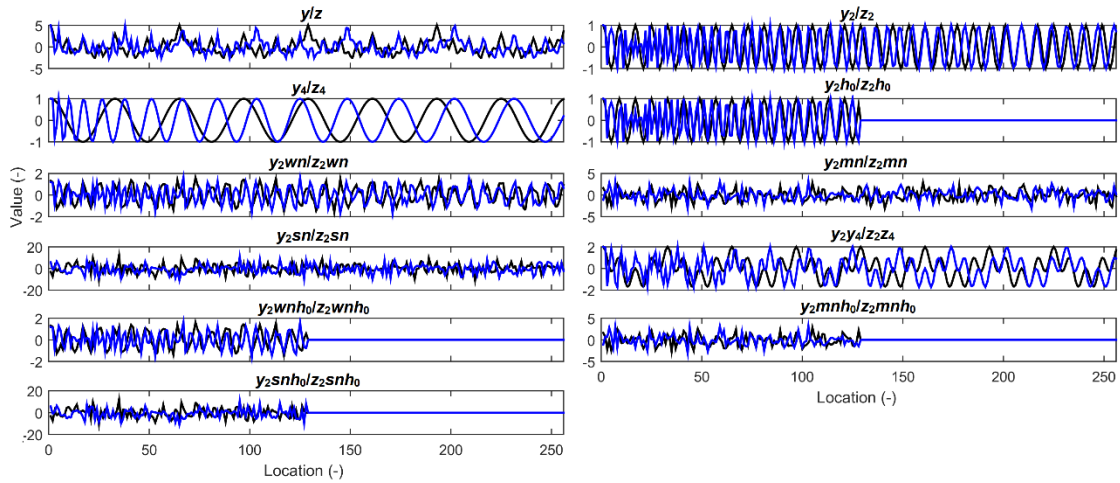 y/z
5
0
-5
y₄/z₄
1
0
-1
y₂wn/z₂wn
2
0
-2
Value (-)
y₂sn/z₂sn
20
0
-20
y₂wnh₀/z₂wnh₀
2
0
-2
y₂snh₀/z₂snh₀
20
0
-20
0 50 100 150 200 250
Location (-)
y₂/z₂
1
0
-1
y₂h₀/z₂h₀
1
0
-1
y₂mn/z₂mn
5
0
-5
y₂y₄/z₂z₄
2
0
-2
y₂mnh₀/z₂mnh₀
5
0
-5
0 50 100 150 200 250
Location (-)